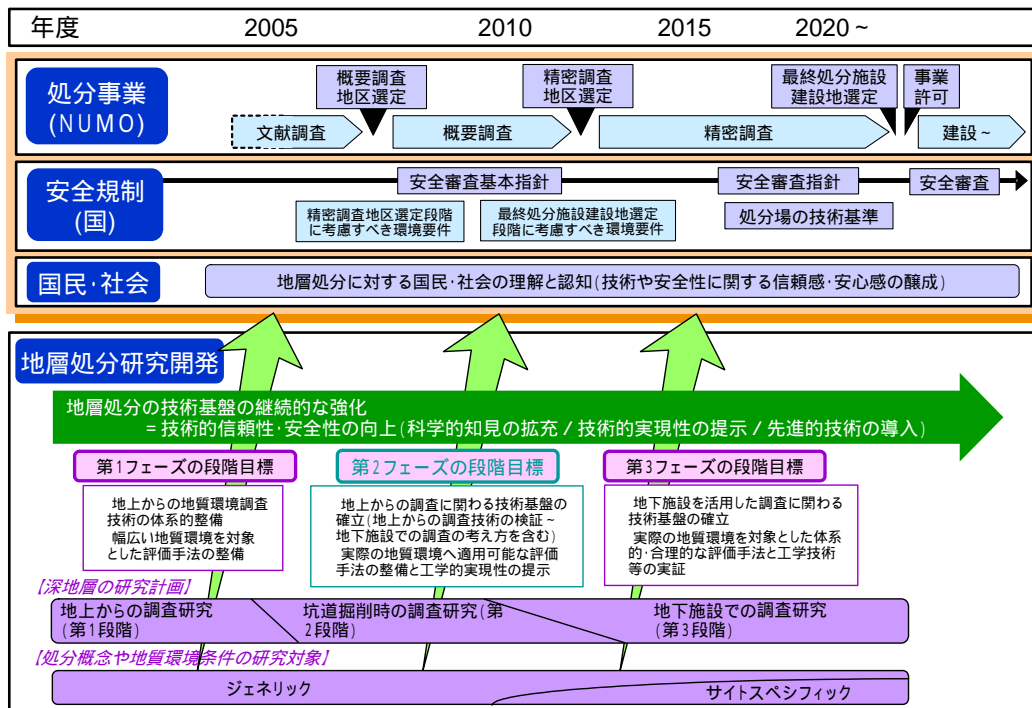 年度 2005 2010 2015 2020～
処分事業
(NUMO)
概要調査
地区選定
精密調査
地区選定
最終処分施設
建設地選定
事業
許可
文献調査
概要調査
精密調査
建設～
安全規制
(国)
安全審査基本指針
安全審査指針
安全審査
精密調査地区選定段階
に考慮すべき環境要件
最終処分施設建設地選定
段階に考慮すべき環境要件
処分場の技術基準
国民･社会
地層処分に対する国民･社会の理解と認知(技術や安全性に関する信頼感･安心感の醸成)
地層処分研究開発
地層処分の技術基盤の継続的な強化
=技術的信頼性･安全性の向上(科学的知見の拡充/技術的実現性の提示/先進的技術の導入)
第1フェーズの段階目標
地上からの地質環境調査
技術の体系的整備
幅広い地質環境を対象
とした評価手法の整備
第2フェーズの段階目標
地上からの調査に関わる技術基盤の
確立(地上からの調査技術の検証～
地下施設での調査の考え方を含む)
実際の地質環境へ適用可能な評価
手法の整備と工学的実現性の提示
第3フェーズの段階目標
地下施設を活用した調査に関わる
技術基盤の確立
実際の地質環境を対象とした体系
的･合理的な評価手法と工学技術
等の実証
【深地層の研究計画】
地上からの調査研究
(第1段階)
坑道掘削時の調査研究(第
2段階)
地下施設での調査研究
(第3段階)
【処分概念や地質環境条件の研究対象】
ジェネリック
サイトスペシフィック